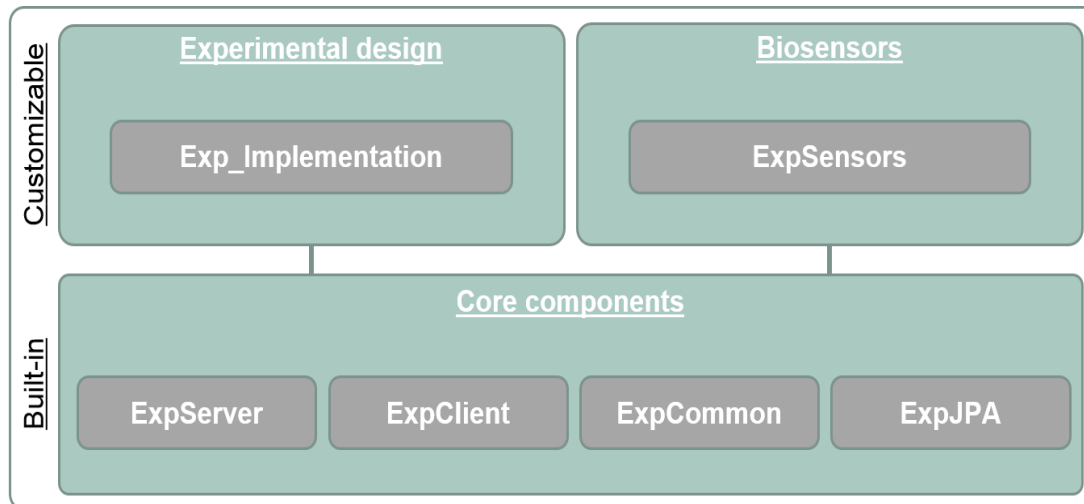 Customizable
Experimental design
Exp_Implementation
Biosensors
ExpSensors
Built-in
Core components
ExpServer
ExpClient
ExpCommon
ExpJPA